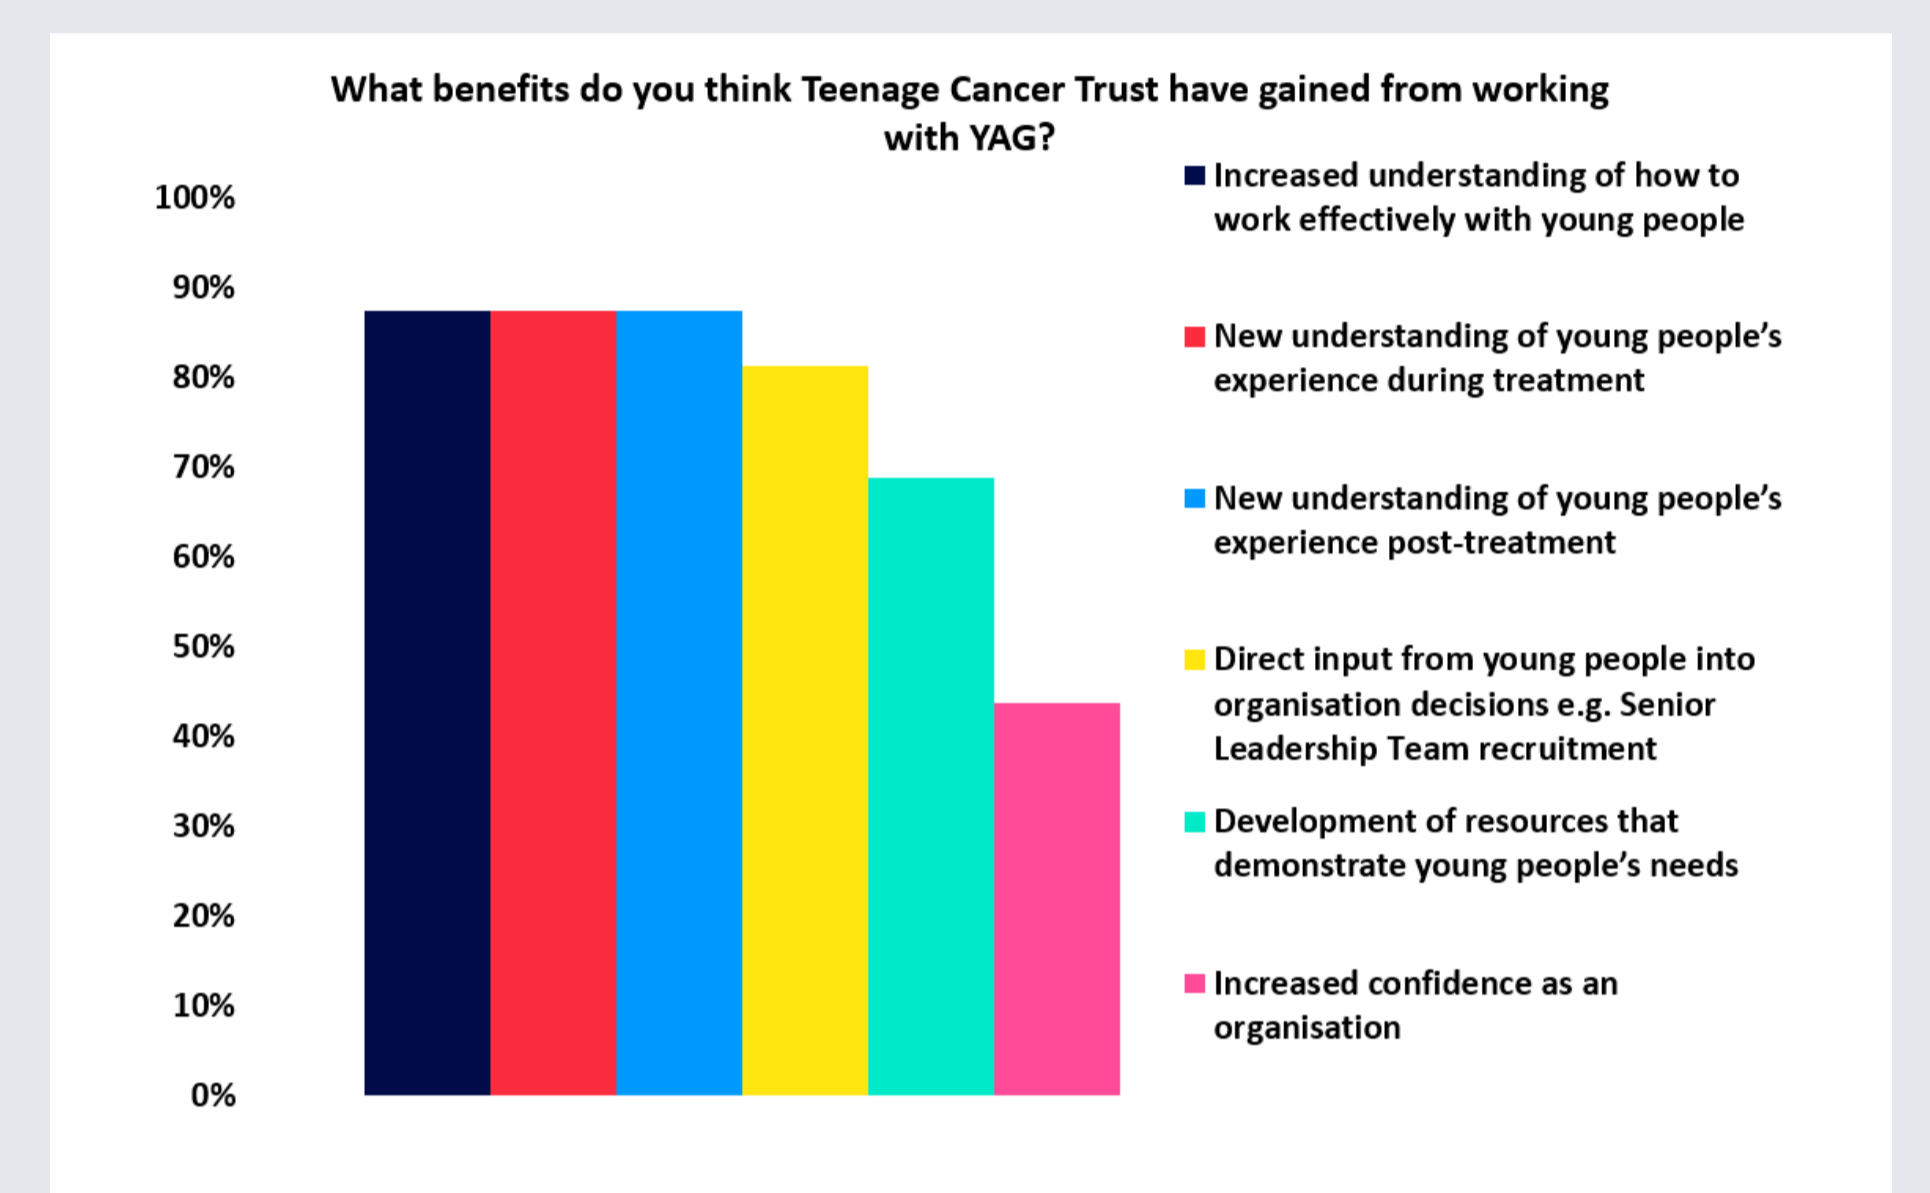 What benefits do you think Teenage Cancer Trust have gained from working
with YAG?
100%
90%
80%
70%
60%
50%
40%
30%
20%
10%
0%
Increased understanding of how to
work effectively with young people
New understanding of young people’s
experience during treatment
New understanding of young people’s
experience post-treatment
Direct input from young people into
organisation decisions e.g. Senior
Leadership Team recruitment
Development of resources that
demonstrate young people’s needs
Increased confidence as an
organisation